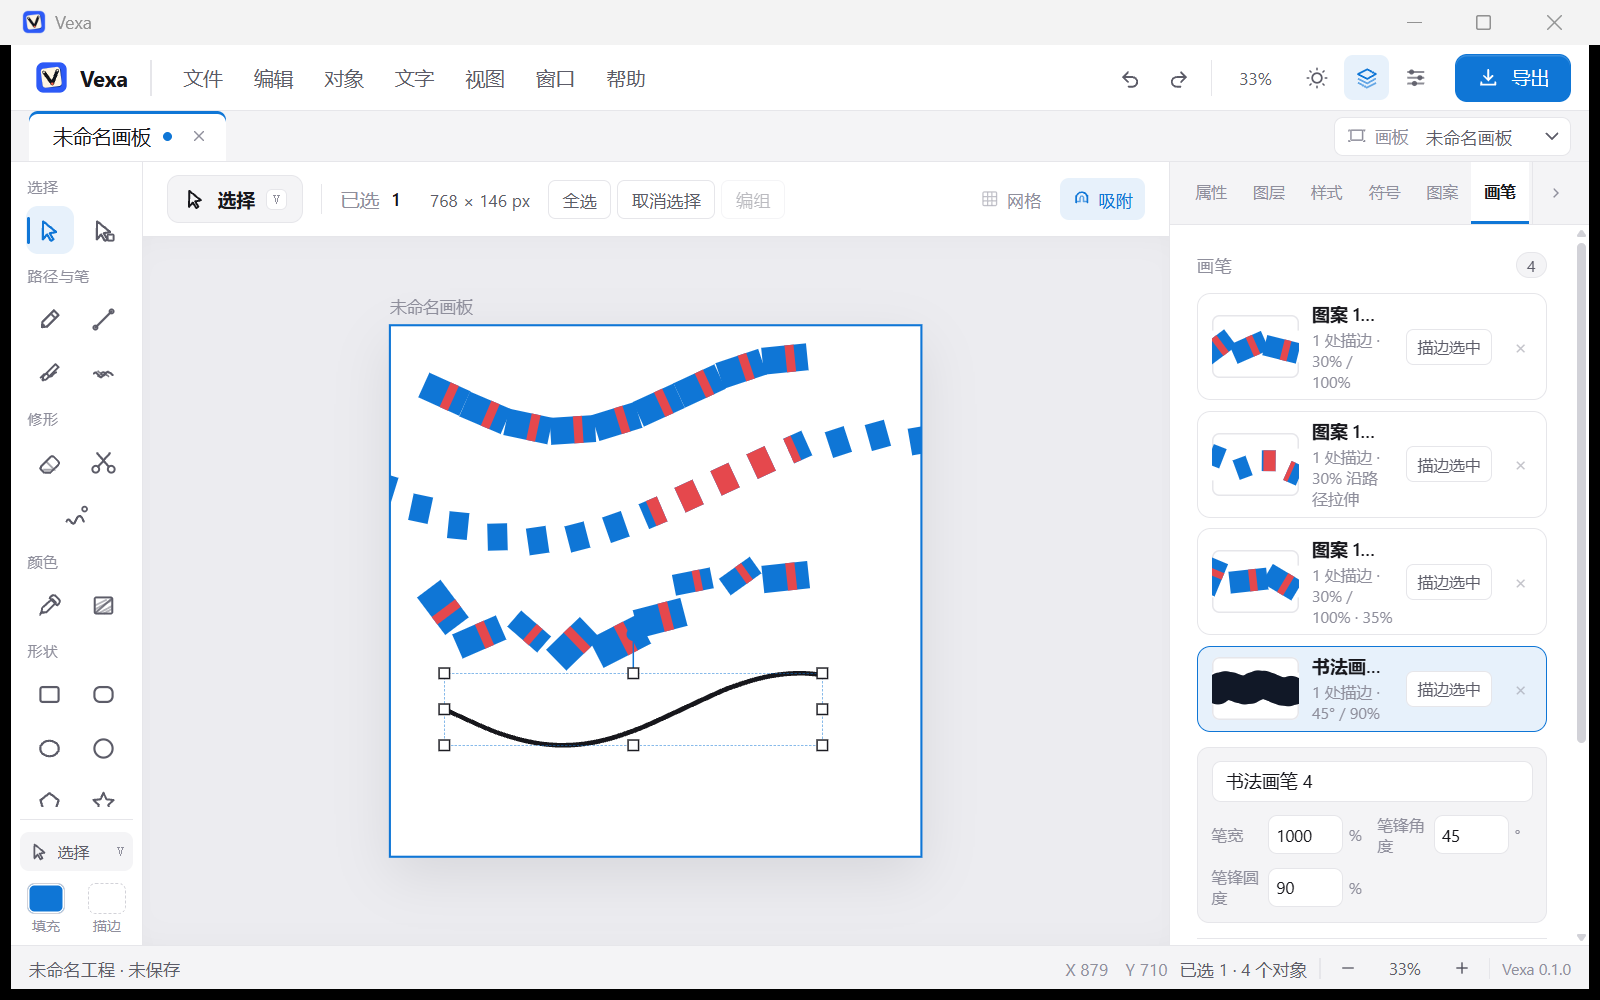 Vexa
Vexa
文件 编辑 对象 文字 视图 窗口 帮助
33%
导出
未命名画板
画板 未命名画板
选择
选择 V
已选 1
768 × 146 px
全选
取消选择
编组
网格
吸附
属性 图层 样式 符号 图案 画笔
路径与笔
修形
颜色
形状
选择 V
填充 描边
未命名画板
画笔 4
图案 1...
1 处描边 ·
30% /
100%
描边选中
图案 1...
1 处描边 ·
30% 沿路
径拉伸
描边选中
图案 1...
1 处描边 ·
30% /
100% · 35%
描边选中
书法画...
1 处描边 ·
45° / 90%
描边选中
书法画笔 4
笔宽 1000 %
笔锋角
度
45 °
笔锋圆
度
90 %
未命名工程 · 未保存
X 879 Y 710 已选 1 · 4 个对象
33%
Vexa 0.1.0